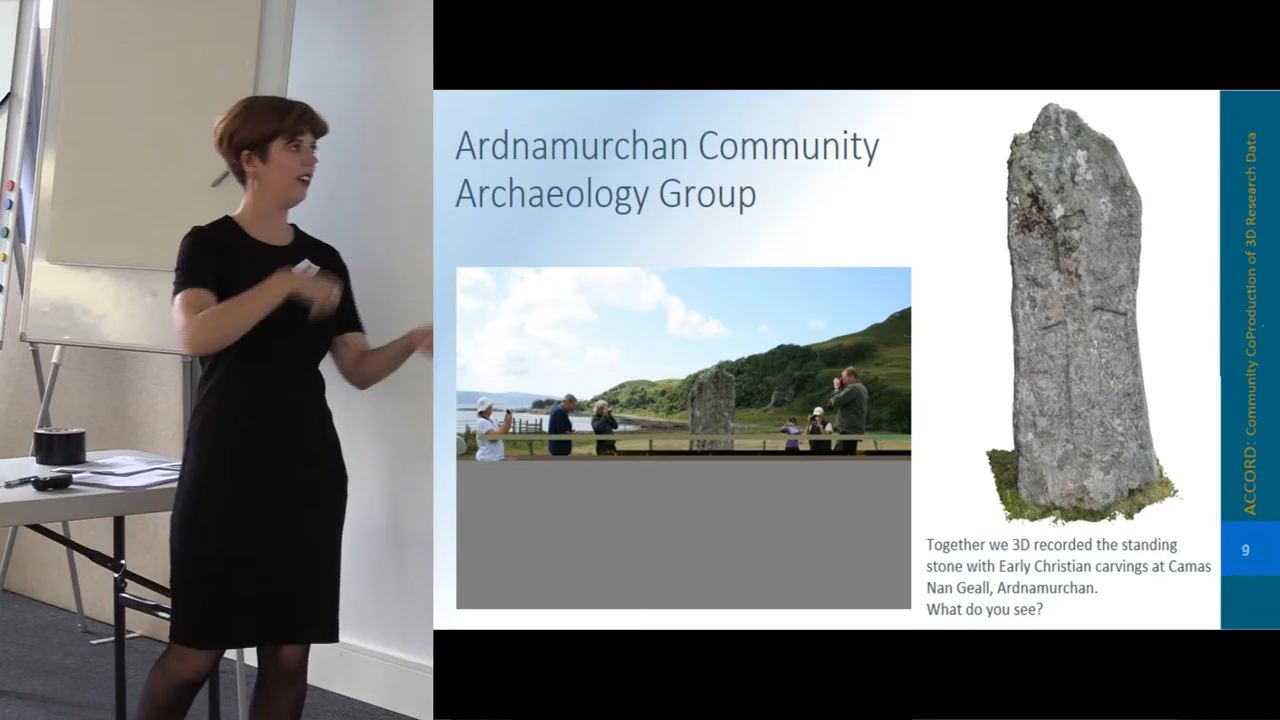 Ardnamurchan Community
Archaeology Group
Together we 3D recorded the standing
stone with Early Christian carvings at Camas
Nan Geall, Ardnamurchan.
What do you see?
ACCORD: Community CoProduction of 3D Research Data
9